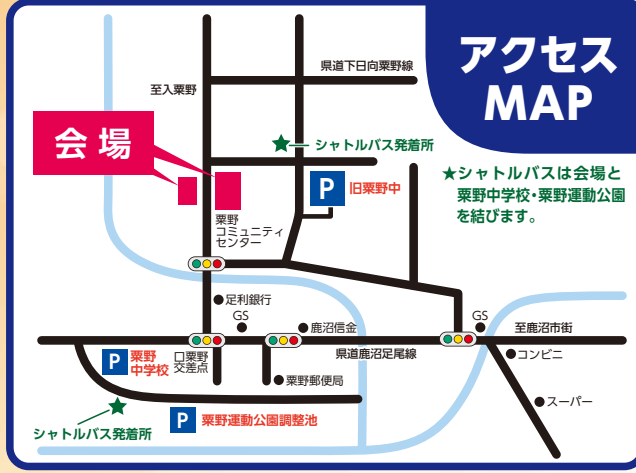 アクセス
MAP
県道下日向粟野線
至入粟野
会場
シャトルバス発着所
★シャトルバスは会場と
粟野中学校・粟野運動公園
を結びます。
P
旧粟野中
粟野
コミュニティ
センター
足利銀行
GS
鹿沼信金
GS
至鹿沼市街
県道鹿沼足尾線
コンビニ
P
粟野
中学校
口粟野
交差点
粟野郵便局
スーパー
P
粟野運動公園調整池
シャトルバス発着所